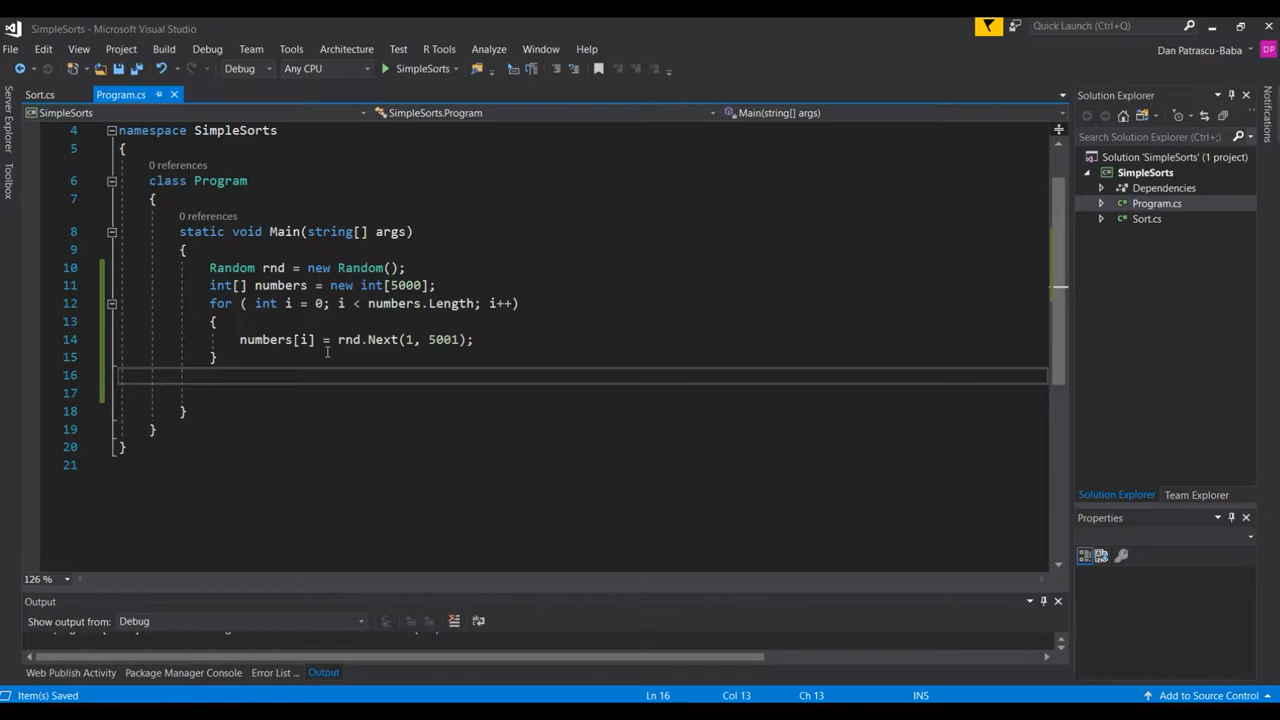 SimpleSorts - Microsoft Visual Studio
Quick Launch (Ctrl+Q)
File Edit View Project Build Debug Team Tools Architecture Test R Tools Analyze Window Help
Dan Patrascu-Baba DP
Debug Any CPU SimpleSorts
Server Explorer
Toolbox
Sort.cs Program.cs
SimpleSorts SimpleSorts.Program Main(string[] args)
4 namespace SimpleSorts
5 {
0 references
6 class Program
7 {
0 references
8 static void Main(string[] args)
9 {
10 Random rnd = new Random();
11 int[] numbers = new int[5000];
12 for ( int i = 0; i < numbers.Length; i++)
13 {
14 numbers[i] = rnd.Next(1, 5001);
15 }
16
17
18 }
19 }
20 }
21
126 %
Solution Explorer
Search Solution Explorer (Ctrl+;)
Solution 'SimpleSorts' (1 project)
SimpleSorts
Dependencies
Program.cs
Sort.cs
Solution Explorer Team Explorer
Properties
Notifications
Output
Show output from: Debug
Web Publish Activity Package Manager Console Error List ... Output
Item(s) Saved Ln 16 Col 13 Ch 13 INS Add to Source Control